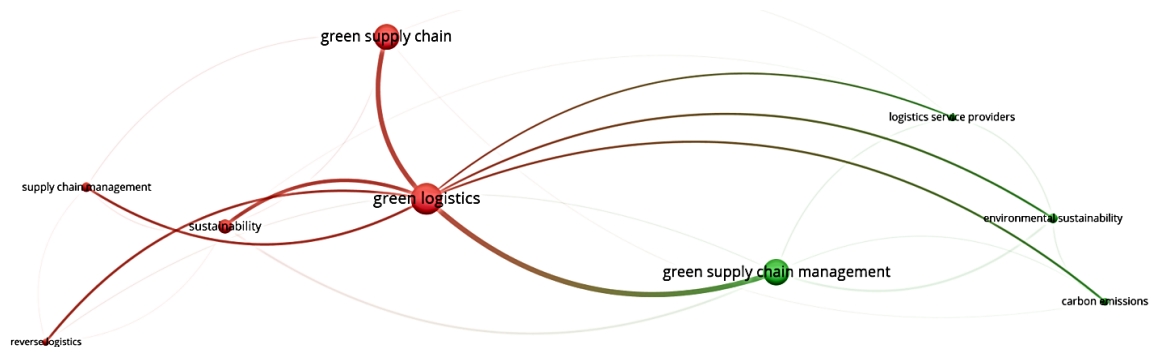 green supply chain
logistics service providers
supply chain management
green logistics
sustainability
environmental sustainability
green supply chain management
carbon emissions
reverse logistics